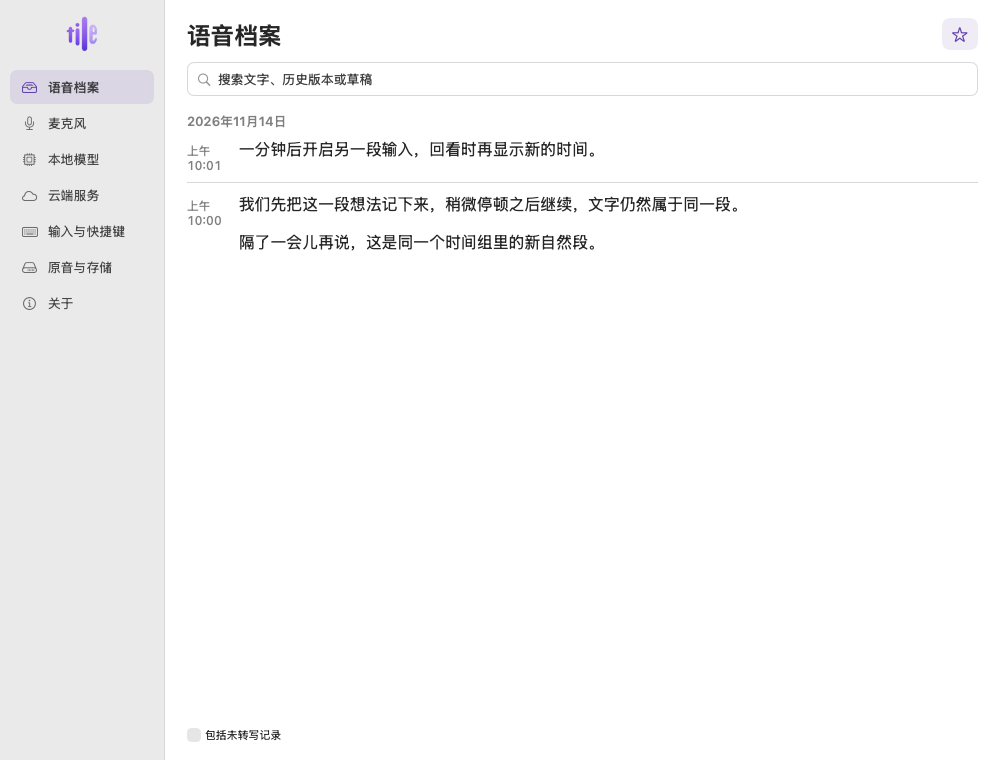 tile
语音档案
麦克风
本地模型
云端服务
输入与快捷键
原音与存储
关于
语音档案
搜索文字、历史版本或草稿
2026年11月14日
上午
10:01
一分钟后开启另一段输入，回看时再显示新的时间。
上午
10:00
我们先把这一段想法记下来，稍微停顿之后继续，文字仍然属于同一段。
隔了一会儿再说，这是同一个时间组里的新自然段。
包括未转写记录